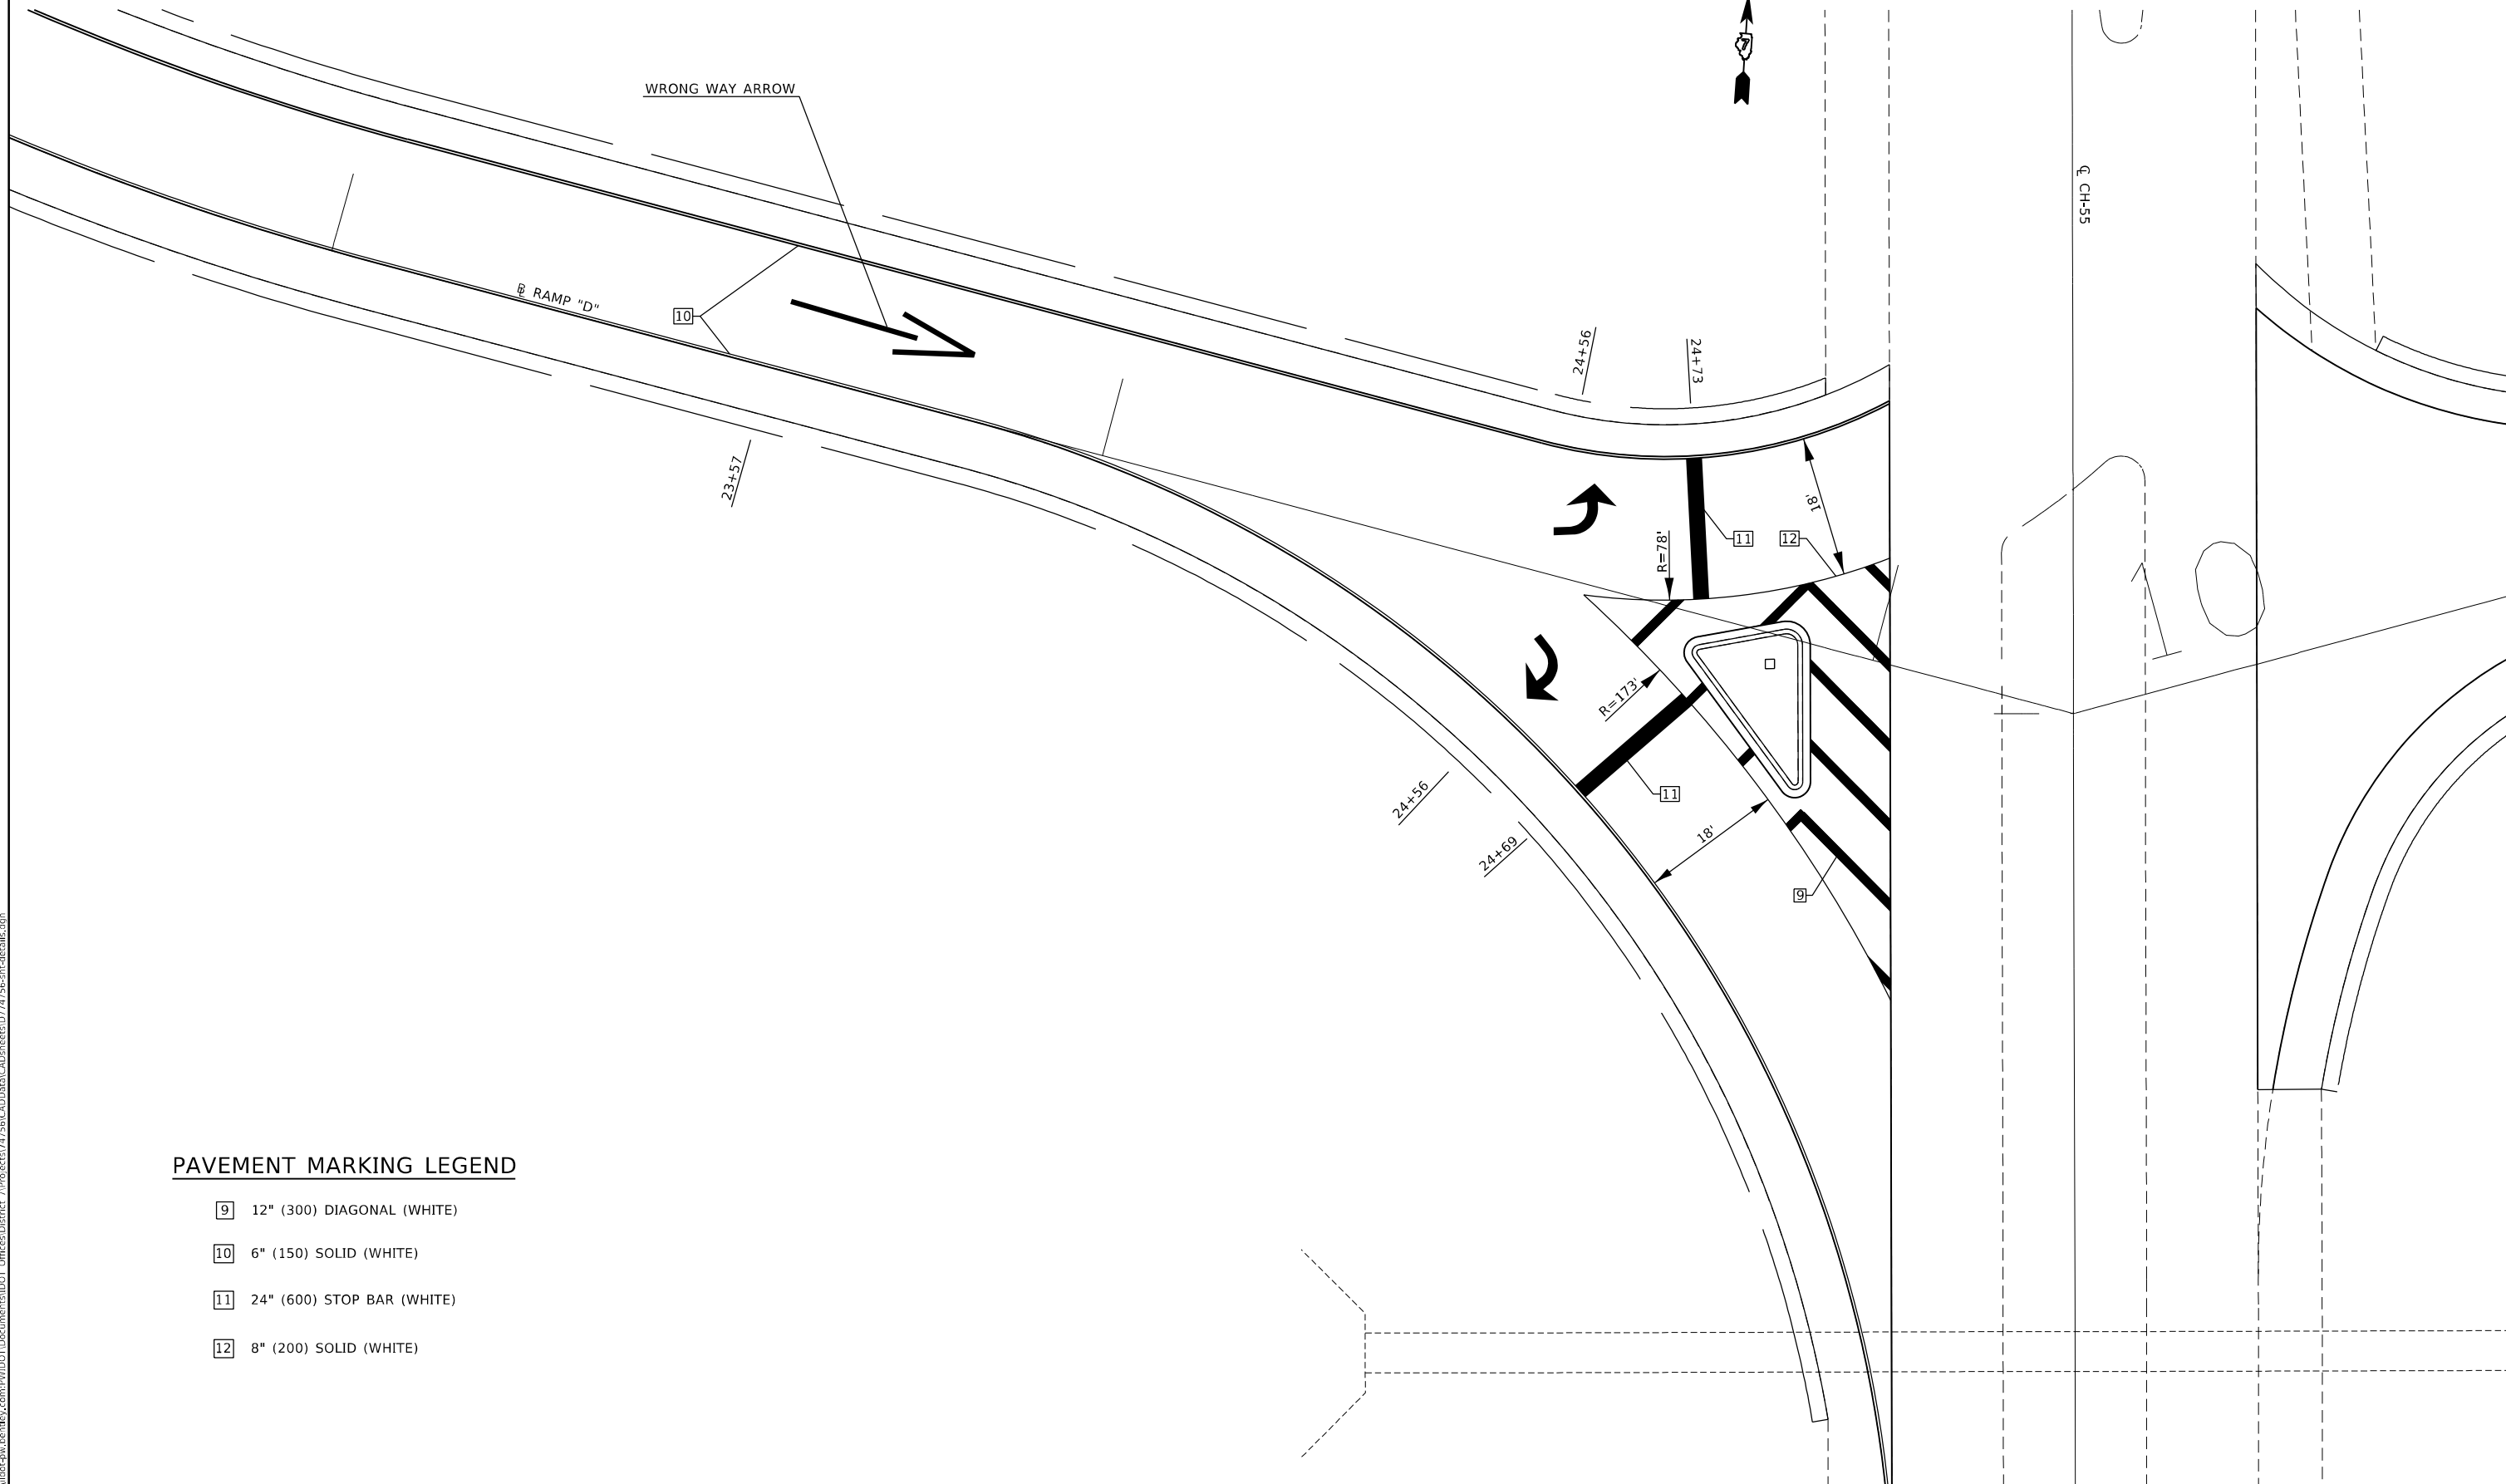 WRONG WAY ARROW
7
℄ CH-55
℄ RAMP "D"
10
24+56
24+73
23+57
18'
R=78'
11
12
R=173'
11
18'
24+56
24+69
9
PAVEMENT MARKING LEGEND
9 12" (300) DIAGONAL (WHITE)
10 6" (150) SOLID (WHITE)
11 24" (600) STOP BAR (WHITE)
12 8" (200) SOLID (WHITE)